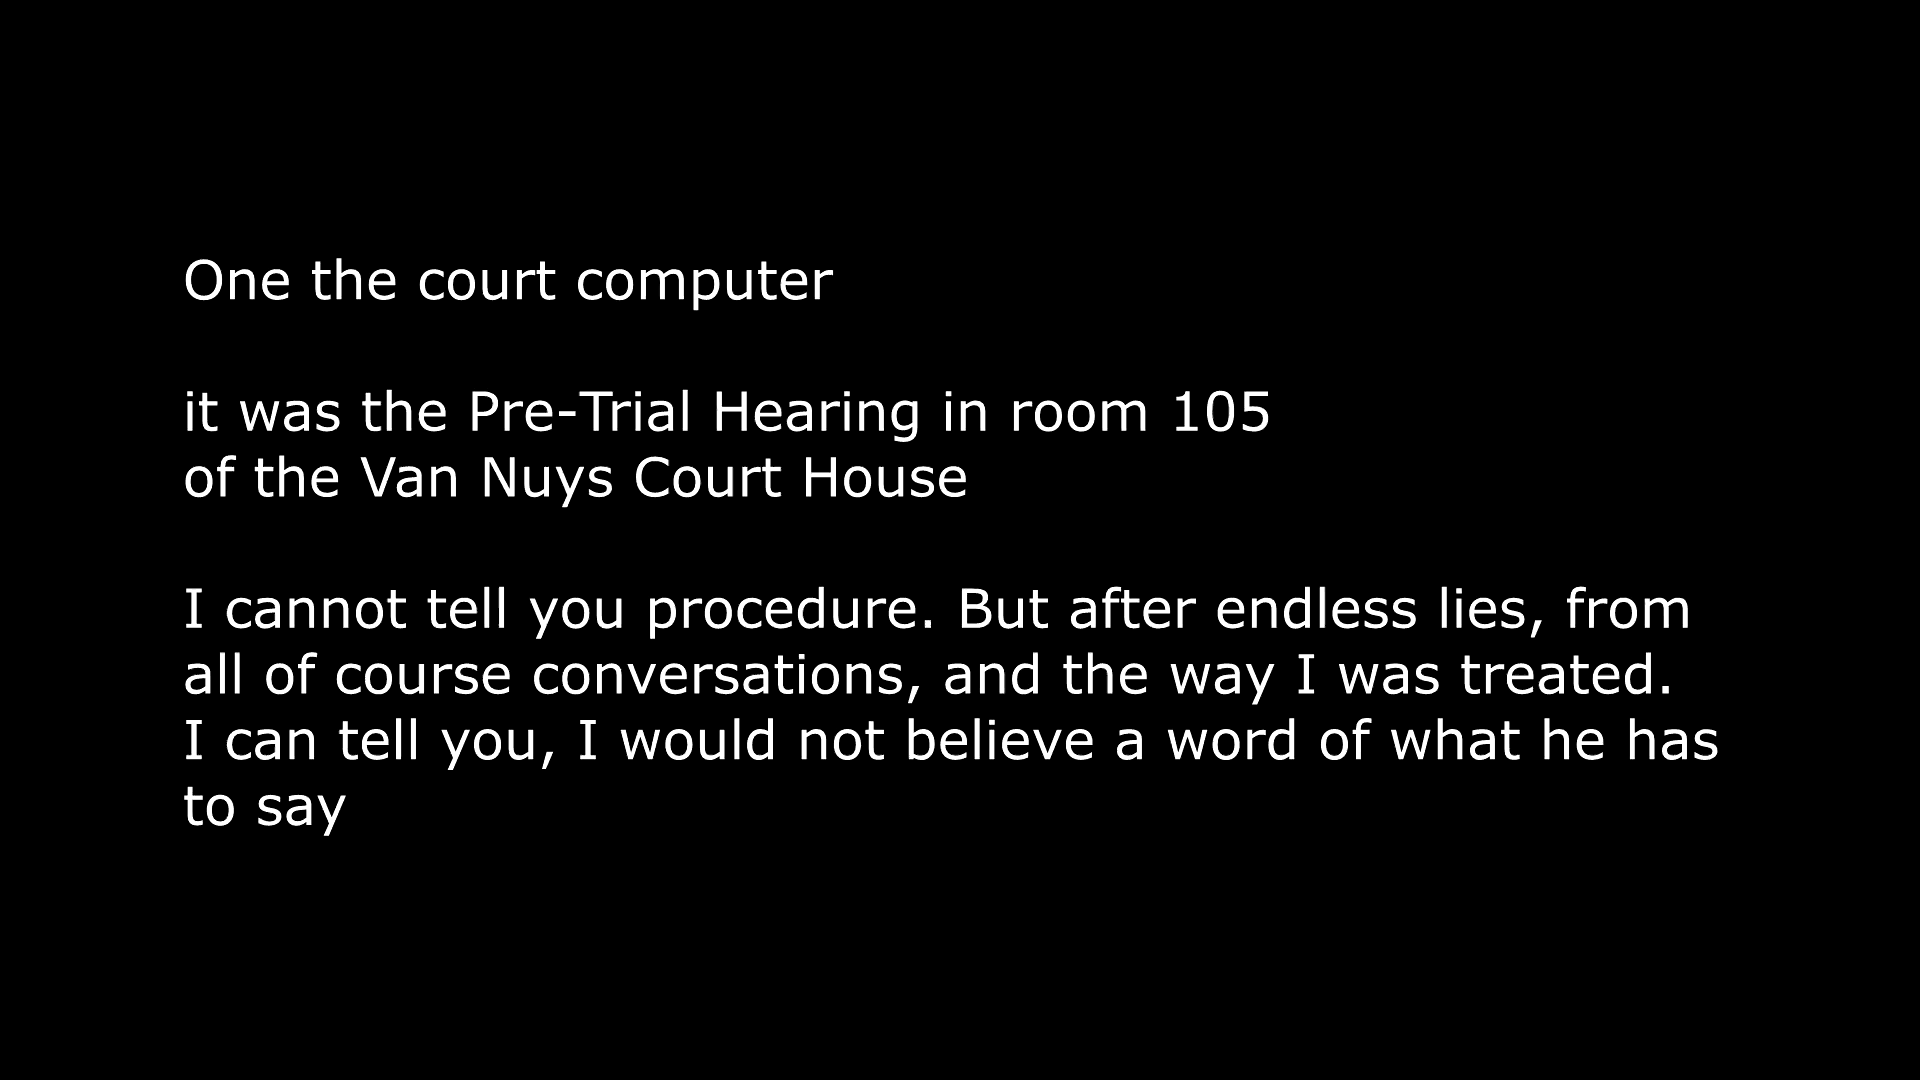 One the court computer
it was the Pre-Trial Hearing in room 105
of the Van Nuys Court House
I cannot tell you procedure. But after endless lies, from
all of course conversations, and the way I was treated.
I can tell you, I would not believe a word of what he has
to say